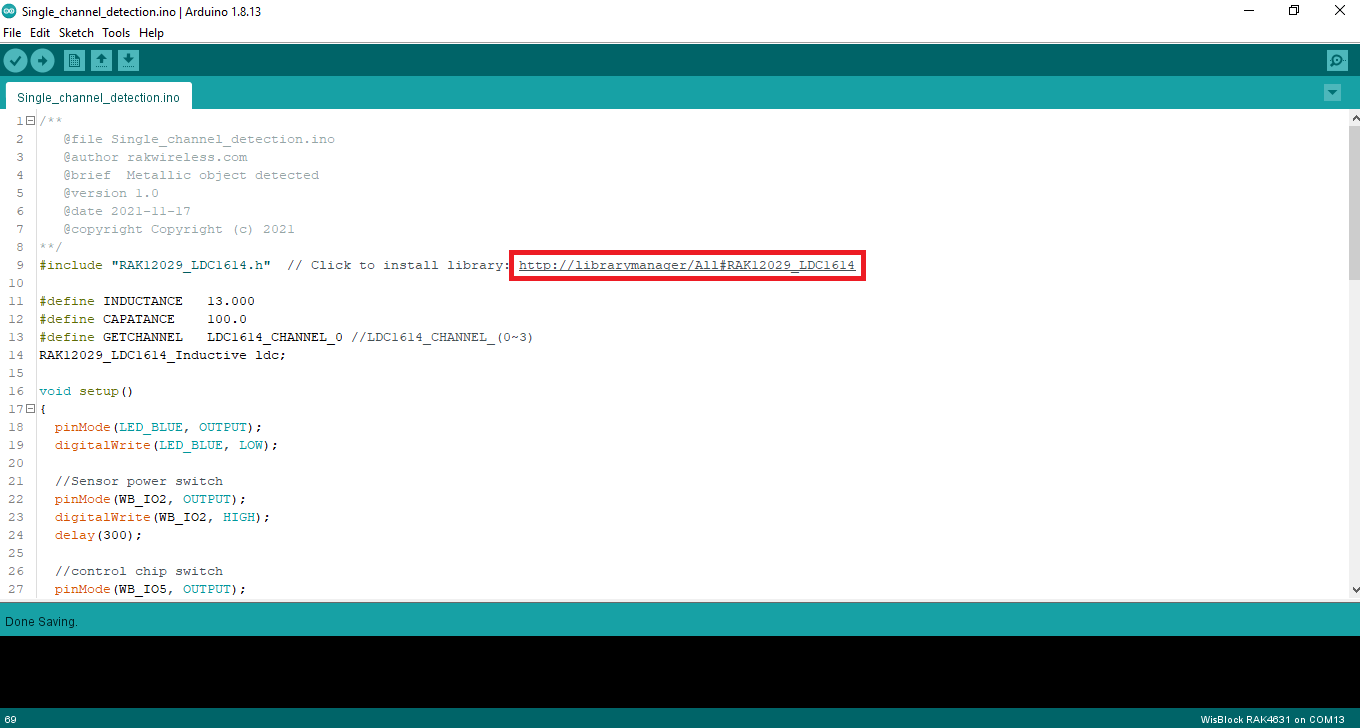 Single_channel_detection.ino | Arduino 1.8.13
File Edit Sketch Tools Help
Single_channel_detection.ino
1 /**
2 @file Single_channel_detection.ino
3 @author rakwireless.com
4 @brief  Metallic object detected
5 @version 1.0
6 @date 2021-11-17
7 @copyright Copyright (c) 2021
8 **/
9 #include "RAK12029_LDC1614.h"  // Click to install library: http://librarymanager/All#RAK12029_LDC1614
10
11 #define INDUCTANCE   13.000
12 #define CAPATANCE    100.0
13 #define GETCHANNEL   LDC1614_CHANNEL_0 //LDC1614_CHANNEL_(0~3)
14 RAK12029_LDC1614_Inductive ldc;
15
16 void setup()
17 {
18   pinMode(LED_BLUE, OUTPUT);
19   digitalWrite(LED_BLUE, LOW);
20
21   //Sensor power switch
22   pinMode(WB_IO2, OUTPUT);
23   digitalWrite(WB_IO2, HIGH);
24   delay(300);
25
26   //control chip switch
27   pinMode(WB_IO5, OUTPUT);
Done Saving.
69 WisBlock RAK4631 on COM13